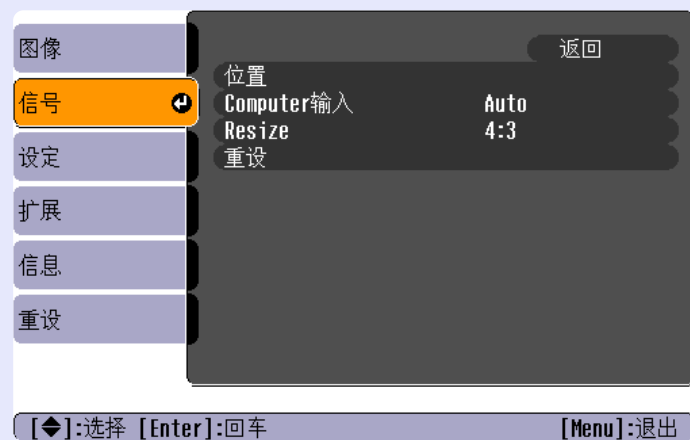 图像
信号
设定
扩展
信息
重设
返回
位置
Computer输入 Auto
Resize 4:3
重设
[◆]:选择 [Enter]:回车 [Menu]:退出